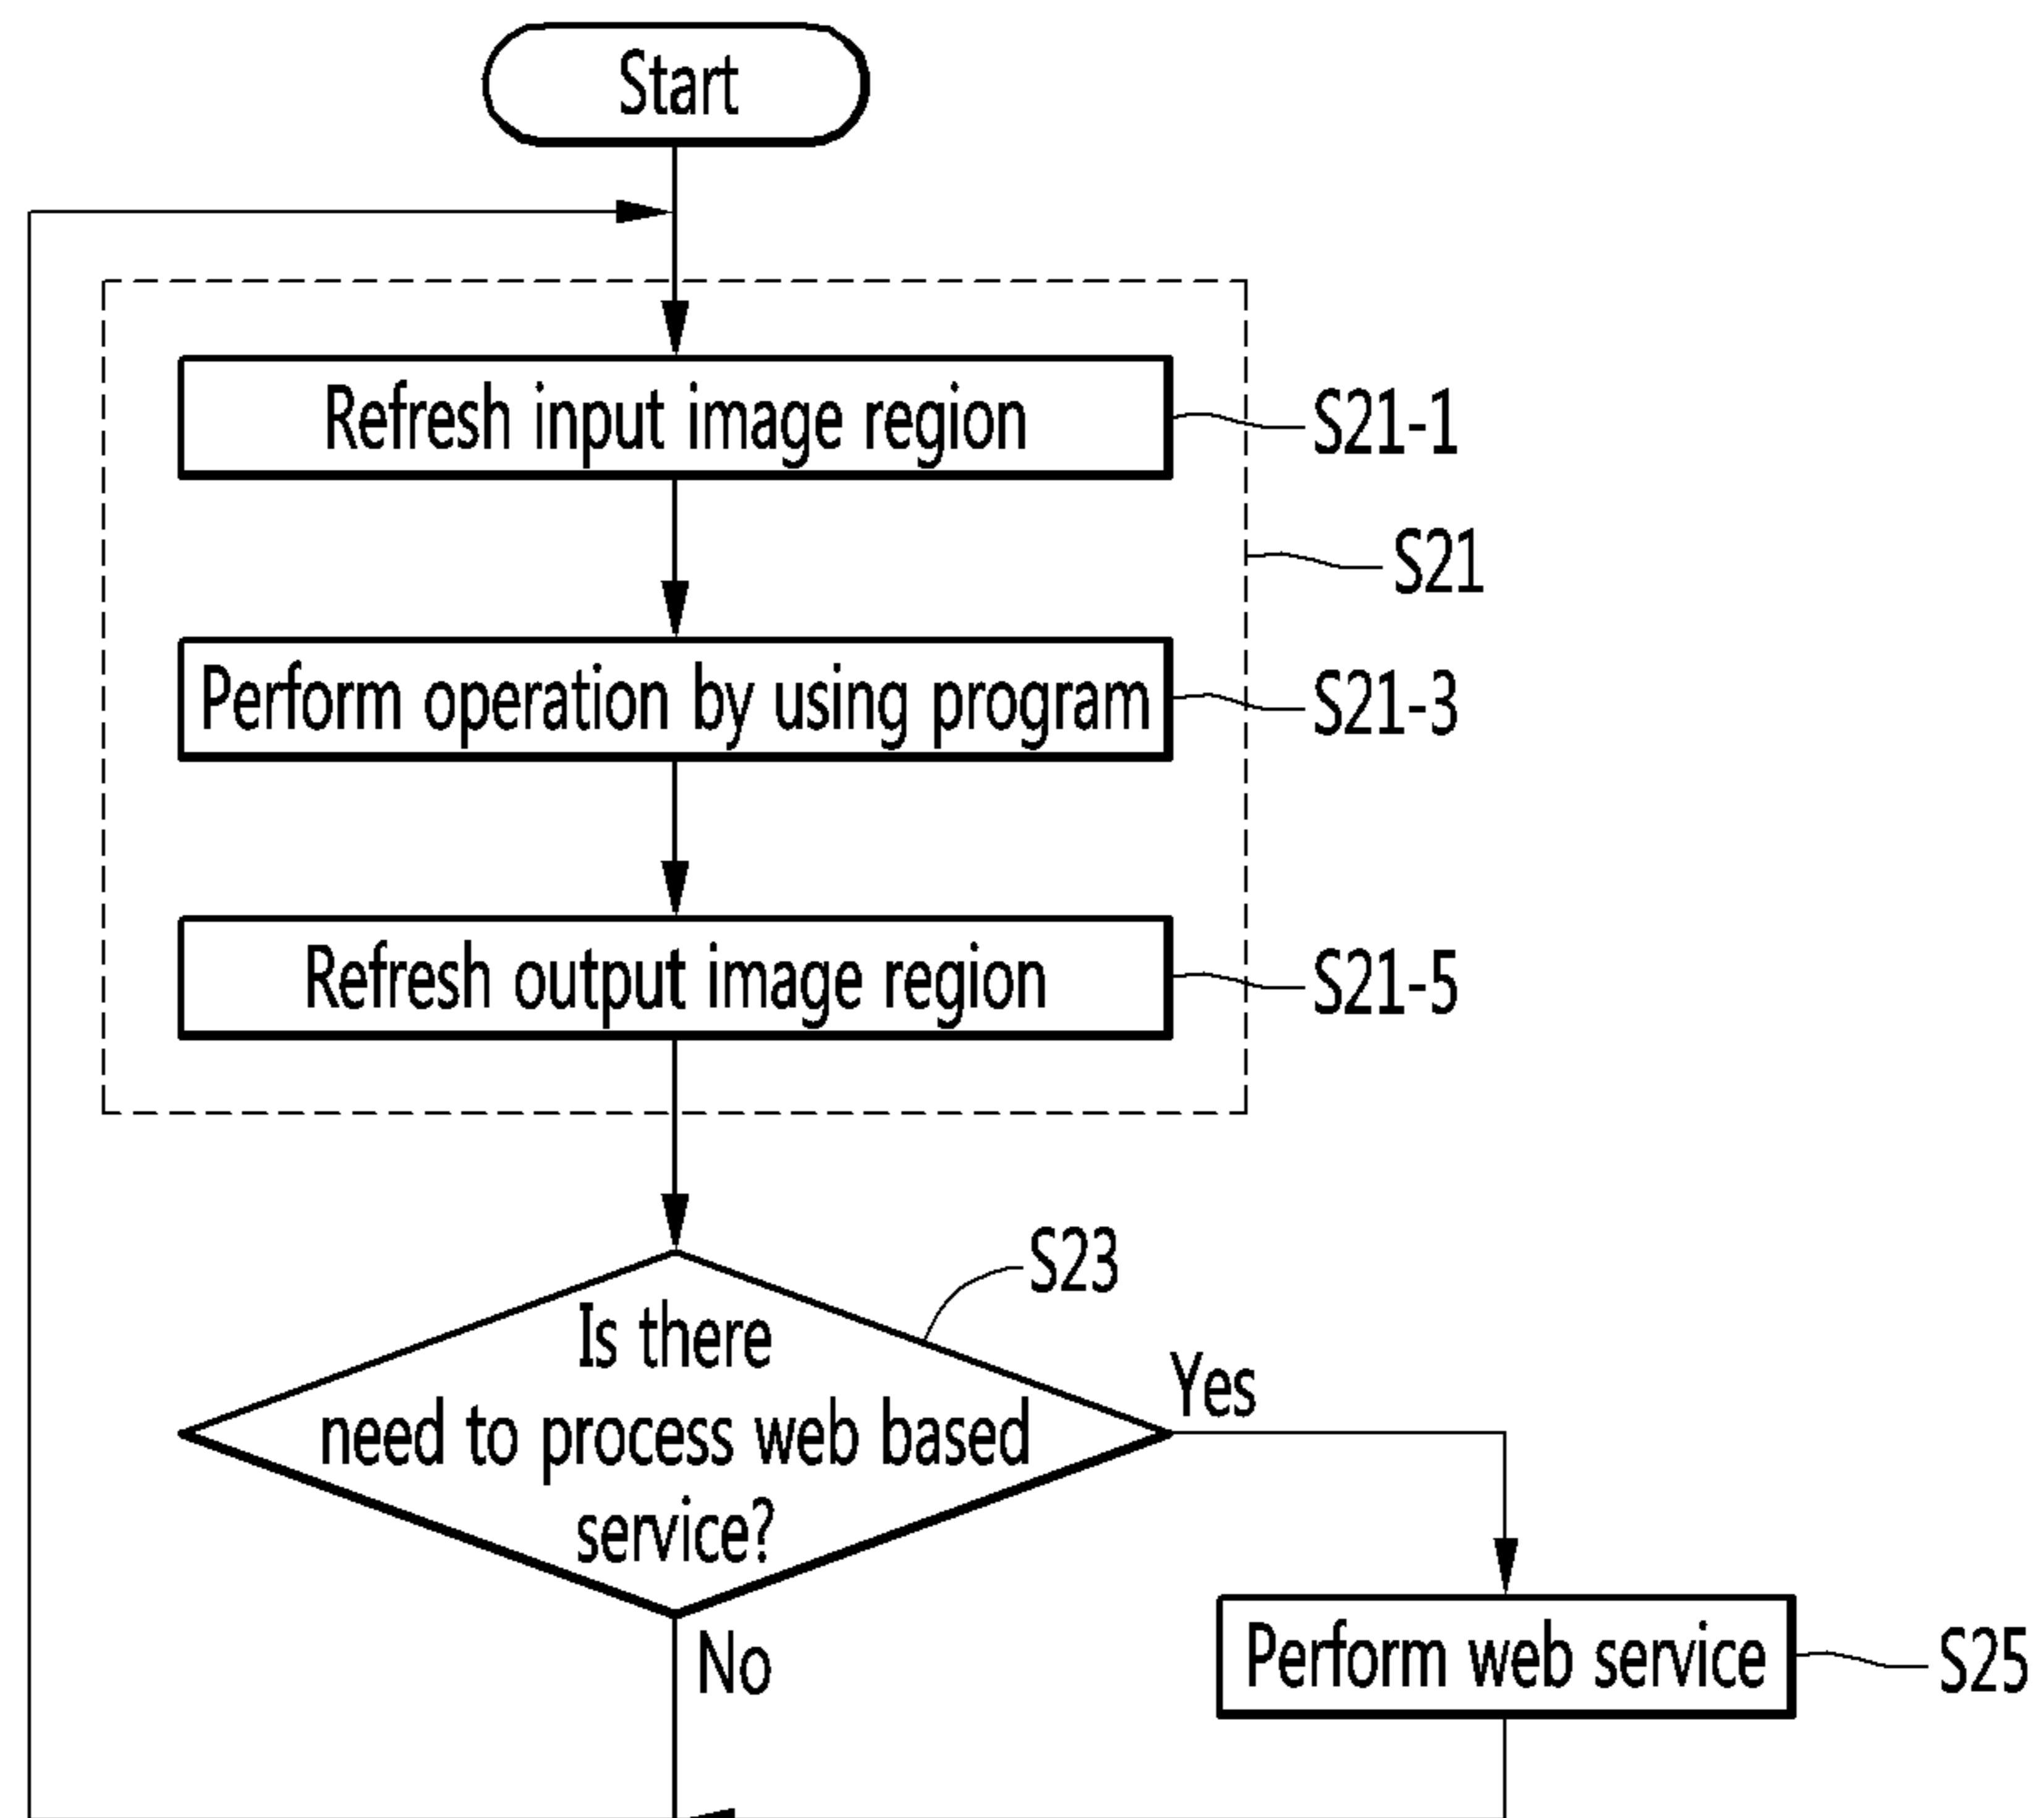 Start
Refresh input image region
S21-1
S21
Perform operation by using program
S21-3
Refresh output image region
S21-5
S23
Is there
need to process web based
service?
Yes
No
Perform web service
S25